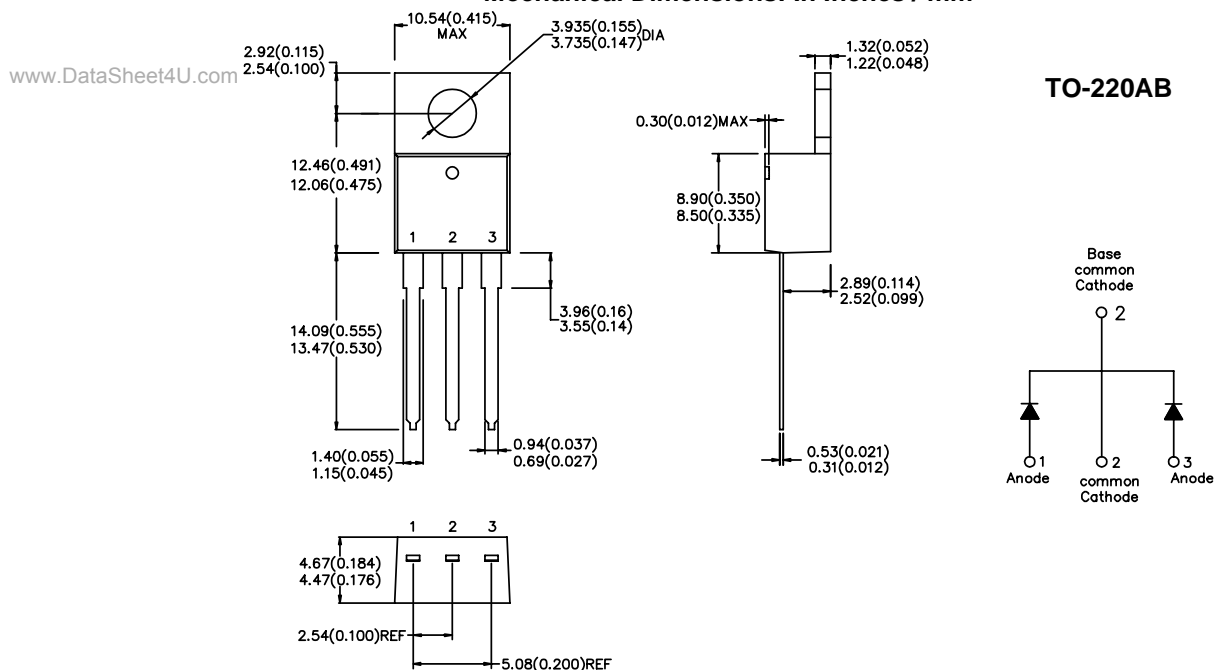 10.54(0.415)
MAX
3.935(0.155)
3.735(0.147)
DIA
2.92(0.115)
2.54(0.100)
www.DataSheet4U.com
1.32(0.052)
1.22(0.048)
TO-220AB
0.30(0.012)MAX
12.46(0.491)
12.06(0.475)
8.90(0.350)
8.50(0.335)
1 2 3
Base
common
Cathode
2
2.89(0.114)
2.52(0.099)
3.96(0.16)
3.55(0.14)
14.09(0.555)
13.47(0.530)
0.94(0.037)
0.69(0.027)
1.40(0.055)
1.15(0.045)
0.53(0.021)
0.31(0.012)
1
Anode
2
common
Cathode
3
Anode
1 2 3
4.67(0.184)
4.47(0.176)
2.54(0.100)REF
5.08(0.200)REF